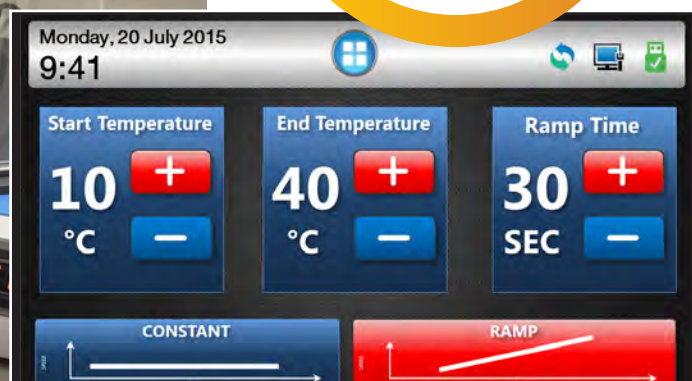 Monday, 20 July 2015
9:41
Start Temperature
End Temperature
Ramp Time
10
40
30
°C
°C
SEC
CONSTANT
RAMP